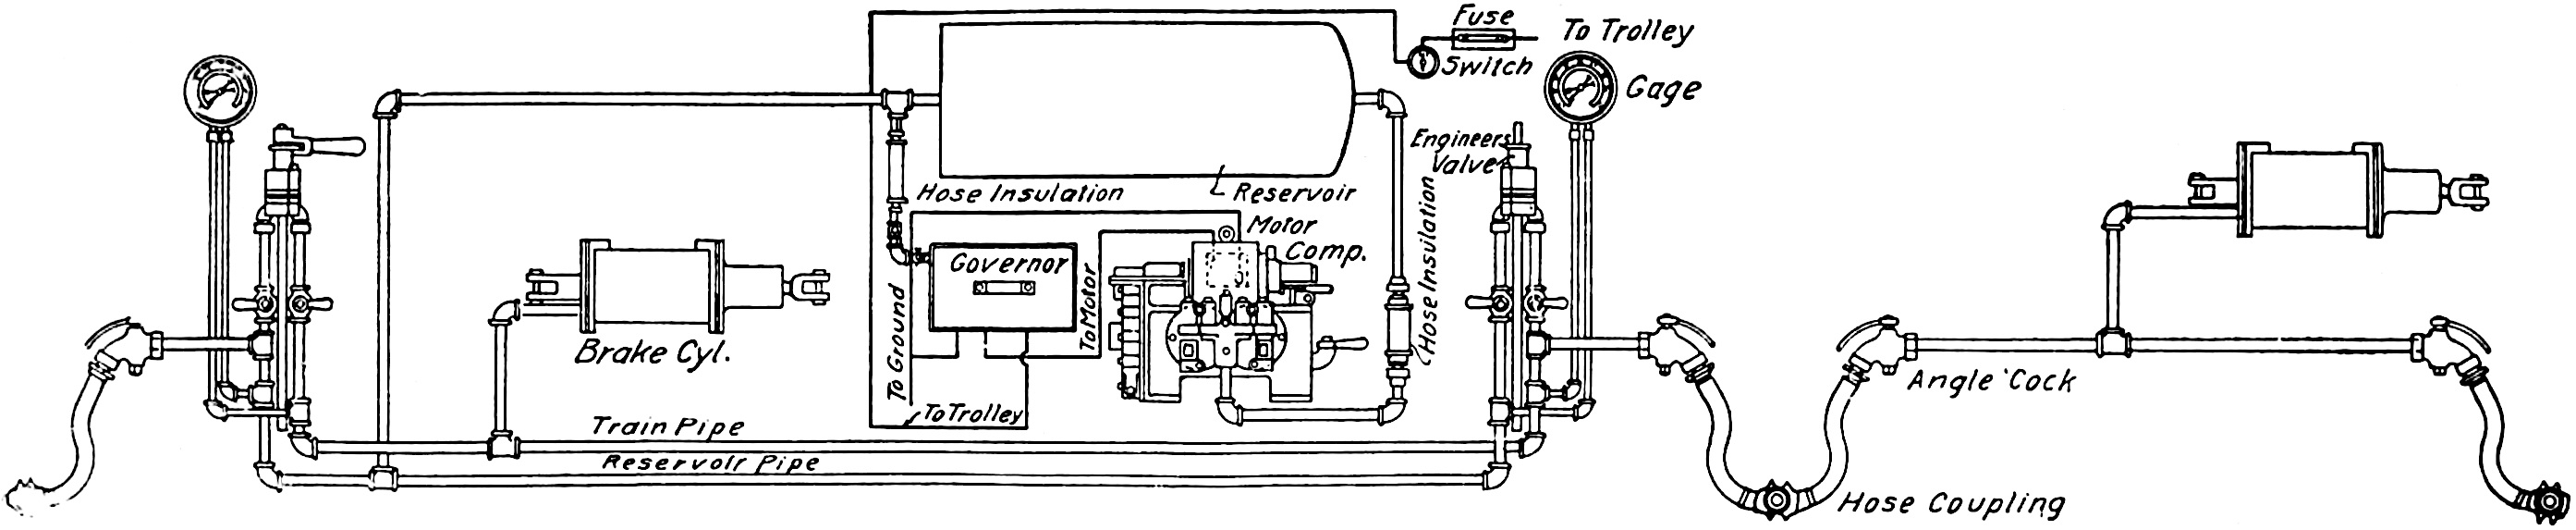 Fuse
To Trolley
Switch
Gage
Engineers
Valve
Hose Insulation
Reservoir
Hose Insulation
Motor
Comp.
Governor
To Motor
To Ground
Brake Cyl.
To Trolley
Angle Cock
Train Pipe
Reservoir Pipe
Hose Coupling